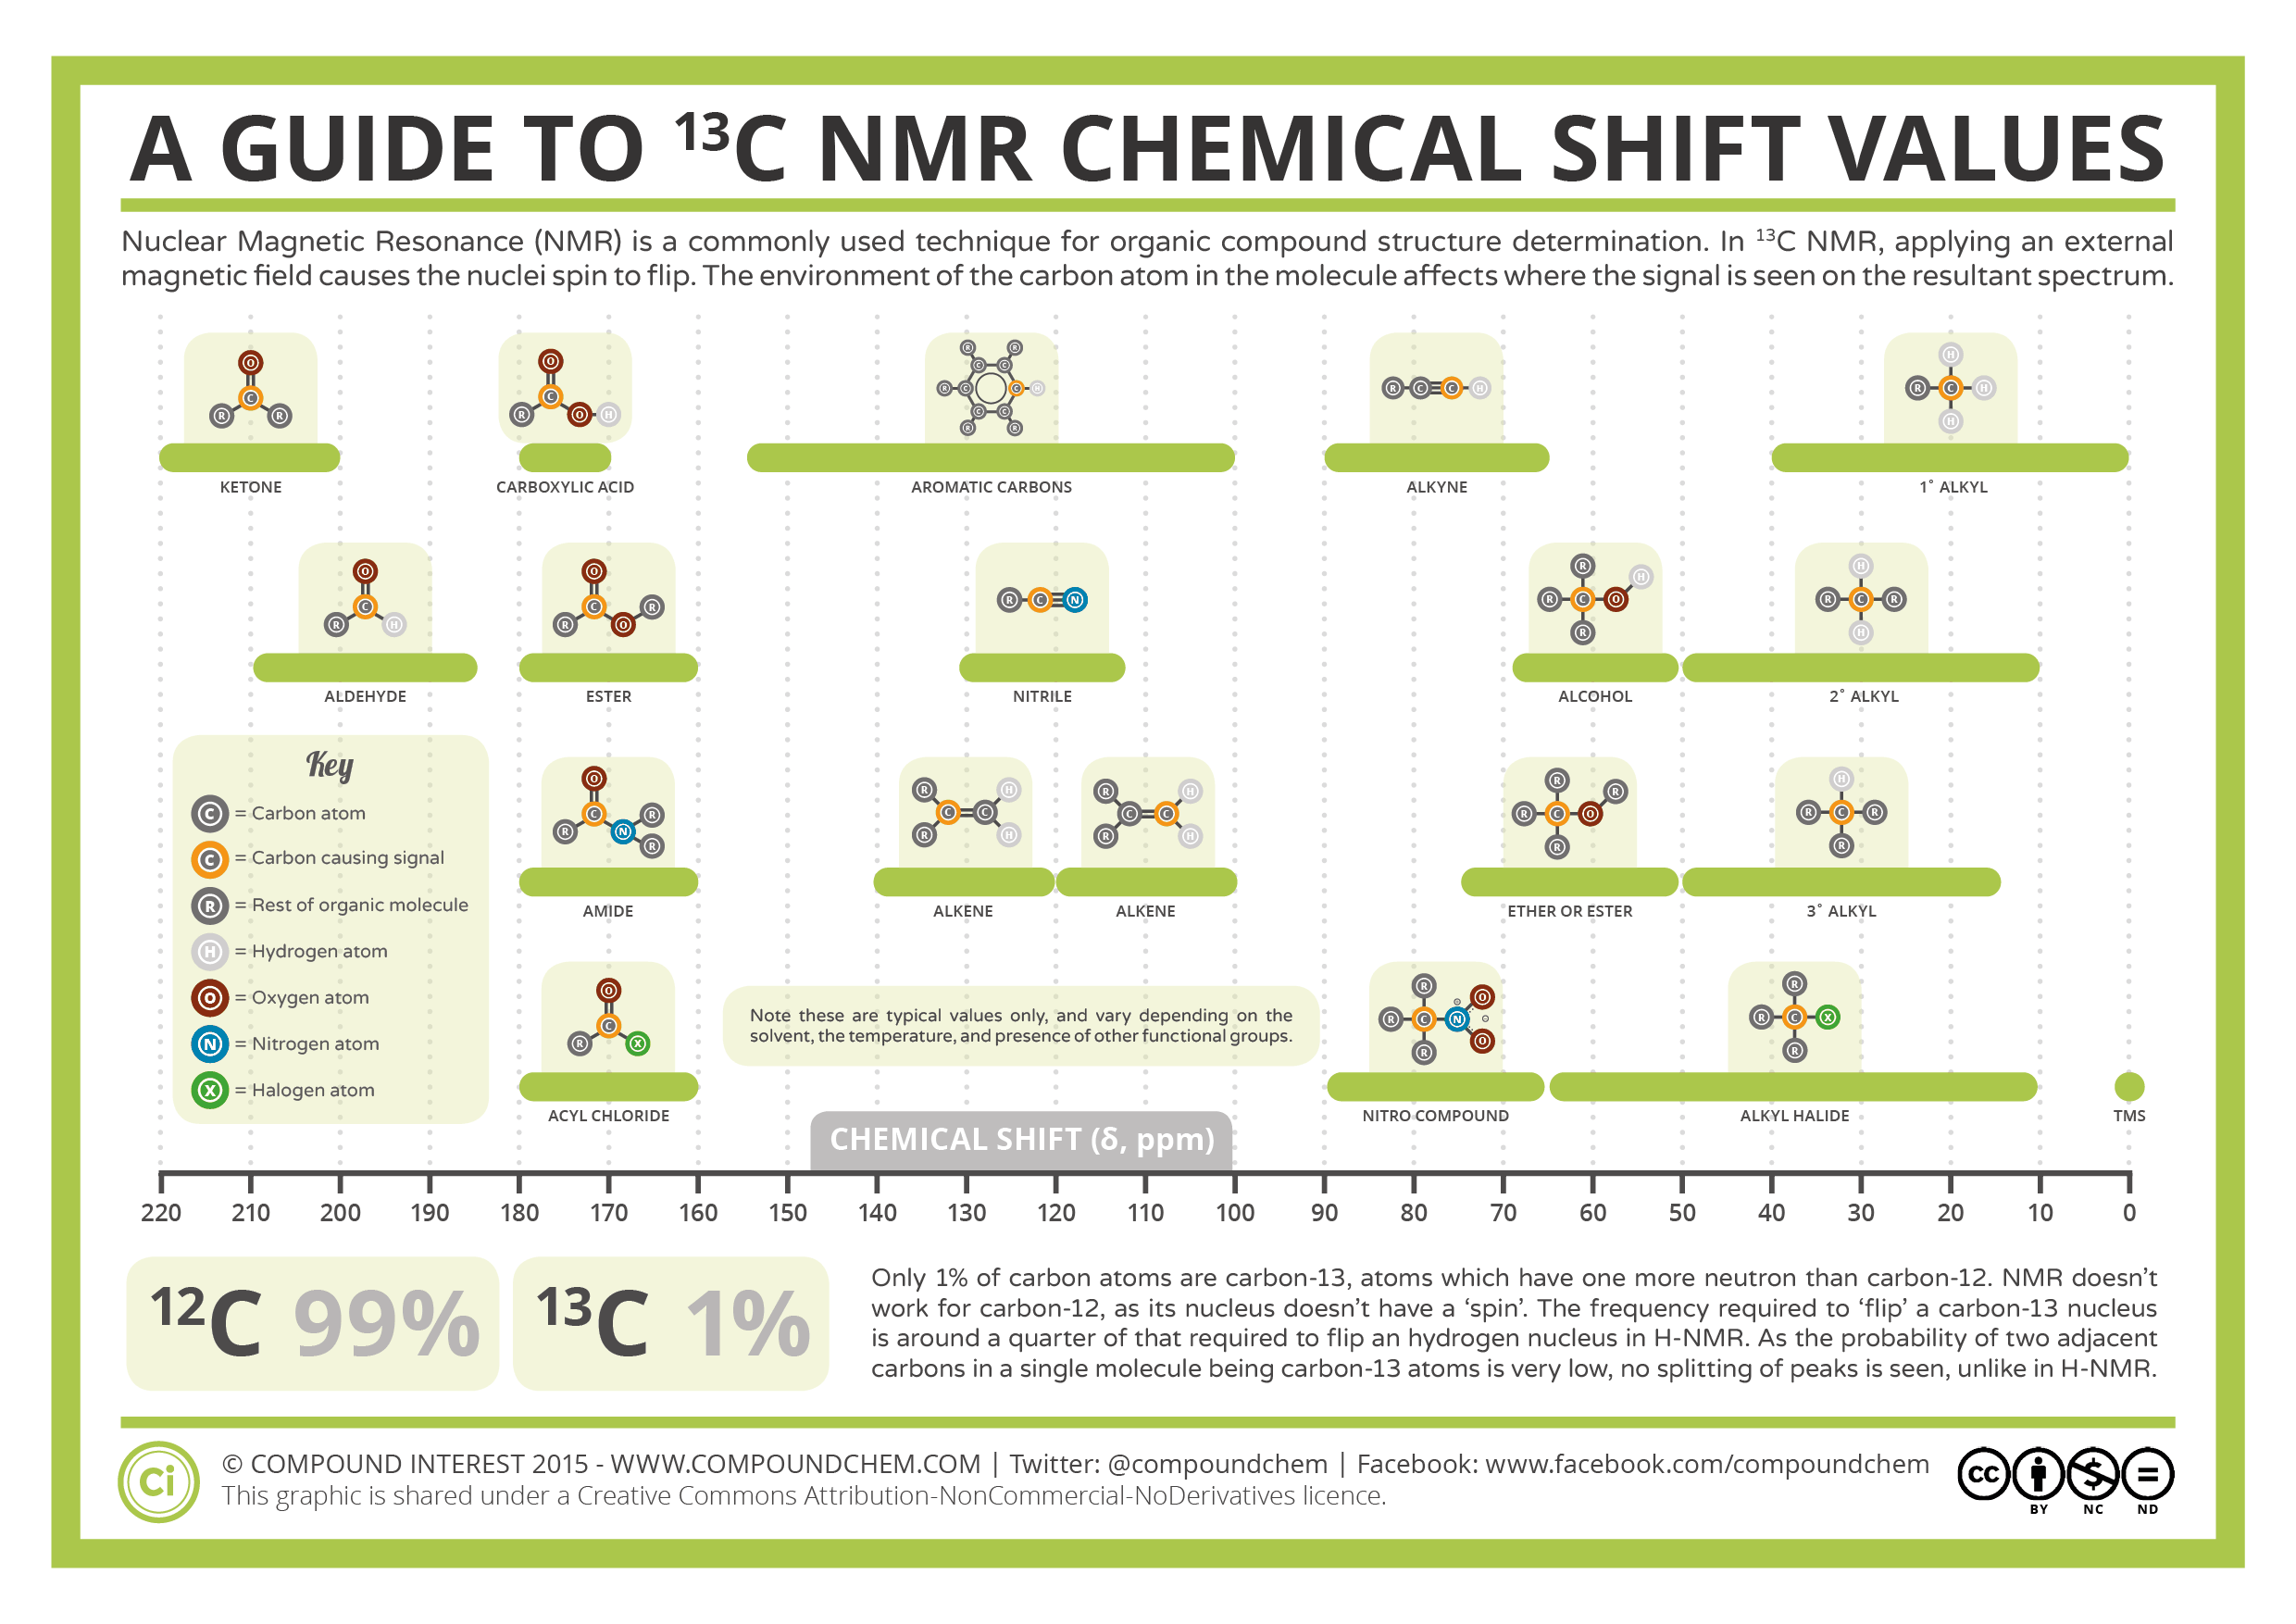 A GUIDE TO ¹³C NMR CHEMICAL SHIFT VALUES
Nuclear Magnetic Resonance (NMR) is a commonly used technique for organic compound structure determination. In ¹³C NMR, applying an external
magnetic field causes the nuclei spin to flip. The environment of the carbon atom in the molecule affects where the signal is seen on the resultant spectrum.
O
C
R R
KETONE
O
C
R O H
CARBOXYLIC ACID
R R
C C
R C C H
C C
R R
AROMATIC CARBONS
R C C H
ALKYNE
H
R C H
H
1° ALKYL
O
C
R H
ALDEHYDE
O
C R
R O
ESTER
R C N
NITRILE
R H
R C O
R
ALCOHOL
H
R C R
H
2° ALKYL
Key
C = Carbon atom
C = Carbon causing signal
R = Rest of organic molecule
H = Hydrogen atom
O = Oxygen atom
N = Nitrogen atom
X = Halogen atom
O
C R
R N
R
AMIDE
R H
C C
R H
ALKENE
R H
C C
R H
ALKENE
R R
R C O
R
ETHER OR ESTER
H
R C R
R
3° ALKYL
O
C
R X
ACYL CHLORIDE
Note these are typical values only, and vary depending on the
solvent, the temperature, and presence of other functional groups.
R O
R C N
R O
NITRO COMPOUND
R
R C X
R
ALKYL HALIDE
TMS
CHEMICAL SHIFT (δ, ppm)
220 210 200 190 180 170 160 150 140 130 120 110 100 90 80 70 60 50 40 30 20 10 0
¹²C 99%
¹³C 1%
Only 1% of carbon atoms are carbon-13, atoms which have one more neutron than carbon-12. NMR doesn't
work for carbon-12, as its nucleus doesn't have a ‘spin’. The frequency required to ‘flip’ a carbon-13 nucleus
is around a quarter of that required to flip an hydrogen nucleus in H-NMR. As the probability of two adjacent
carbons in a single molecule being carbon-13 atoms is very low, no splitting of peaks is seen, unlike in H-NMR.
Ci
© COMPOUND INTEREST 2015 - WWW.COMPOUNDCHEM.COM | Twitter: @compoundchem | Facebook: www.facebook.com/compoundchem
This graphic is shared under a Creative Commons Attribution-NonCommercial-NoDerivatives licence.
cc $ =
BY NC ND